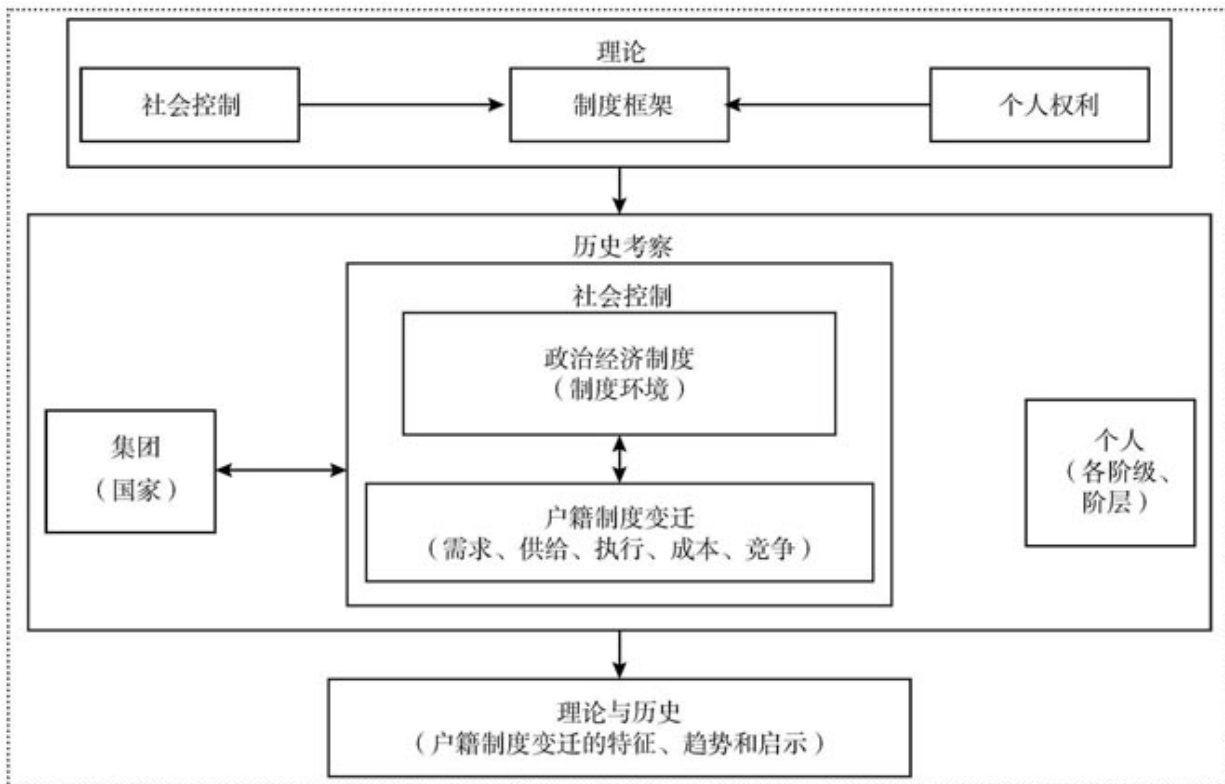 理论
社会控制
制度框架
个人权利
历史考察
社会控制
政治经济制度
（制度环境）
集团
（国家）
个人
（各阶级、
阶层）
户籍制度变迁
（需求、供给、执行、成本、竞争）
理论与历史
（户籍制度变迁的特征、趋势和启示）